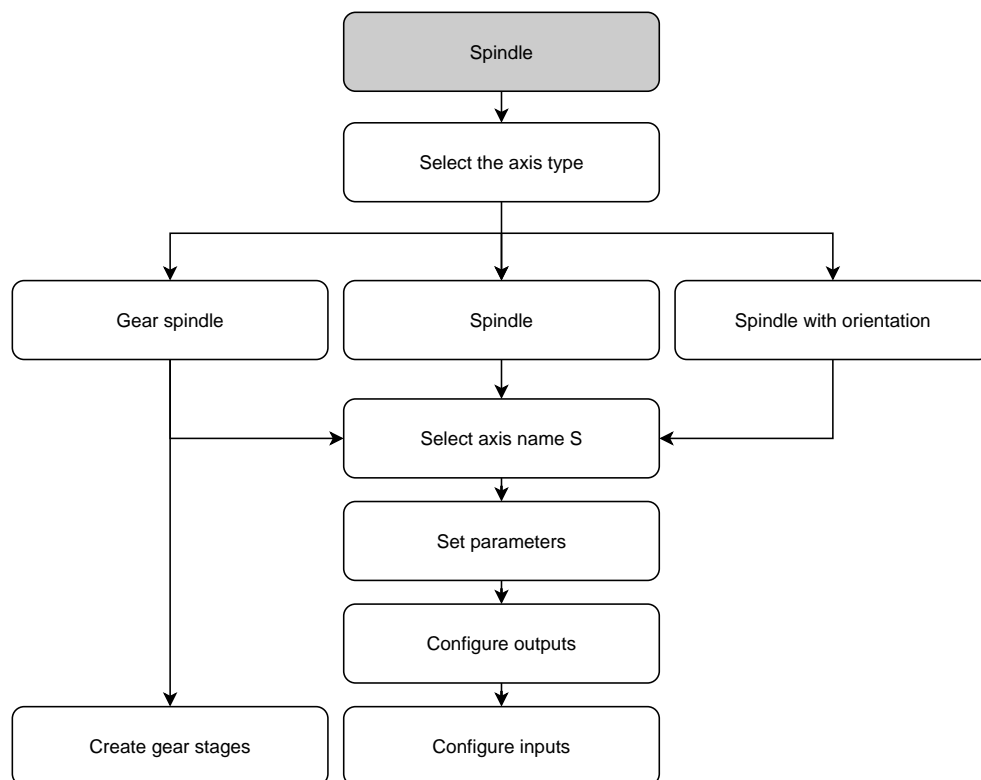 Spindle
Select the axis type
Gear spindle
Spindle
Spindle with orientation
Select axis name S
Set parameters
Configure outputs
Create gear stages
Configure inputs